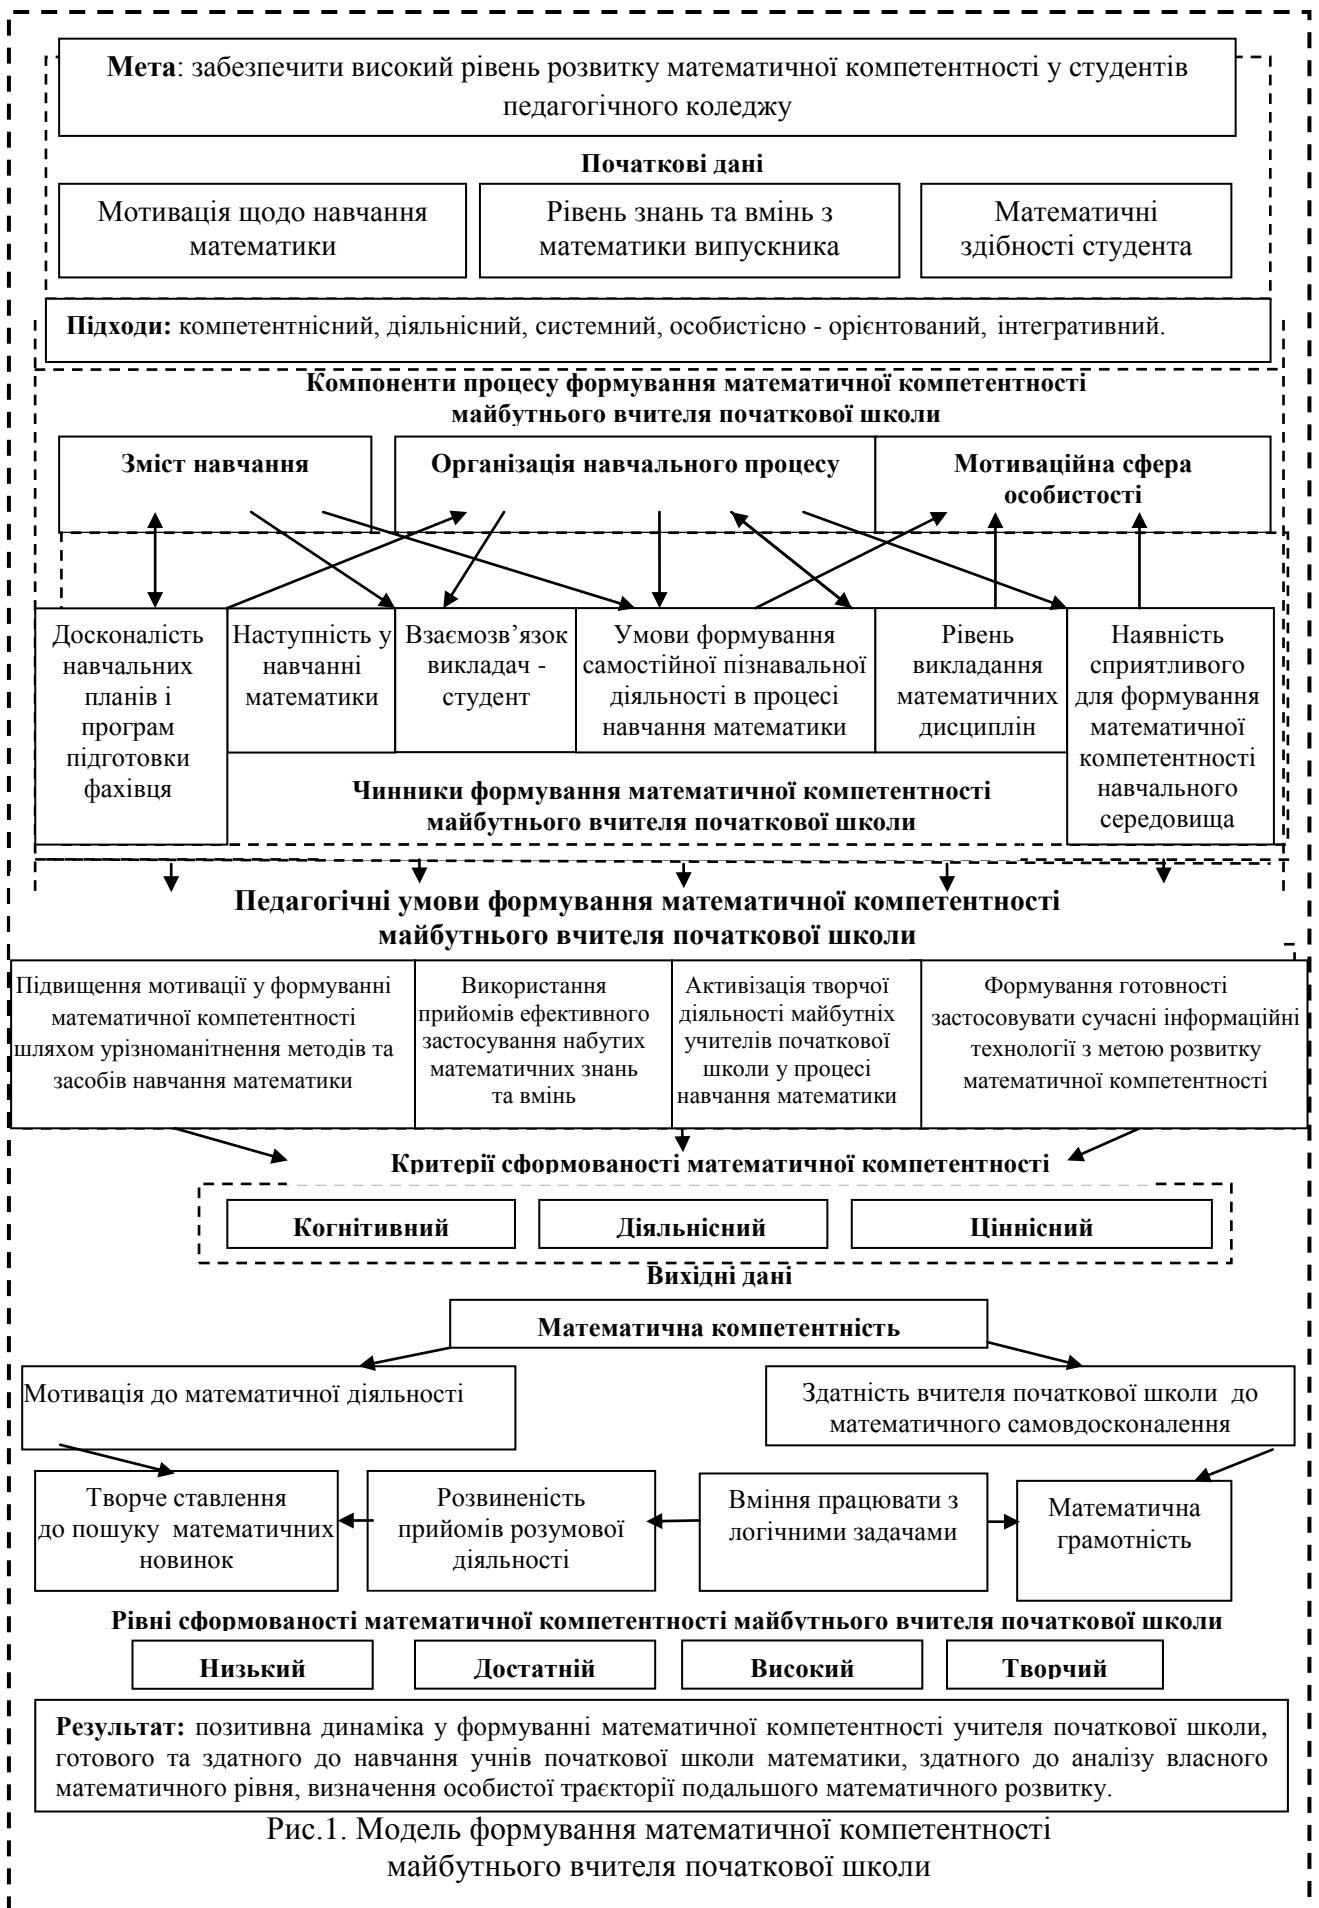 Мета: забезпечити високий рівень розвитку математичної компетентності у студентів
педагогічного коледжу
Початкові дані
Мотивація щодо навчання
математики
Рівень знань та вмінь з
математики випускника
Математичні
здібності студента
Підходи: компетентнісний, діяльнісний, системний, особистісно - орієнтований, інтегративний.
Компоненти процесу формування математичної компетентності
майбутнього вчителя початкової школи
Зміст навчання
Організація навчального процесу
Мотиваційна сфера
особистості
Досконалість
навчальних
планів і
програм
підготовки
фахівця
Наступність у
навчанні
математики
Взаємозв’язок
викладач -
студент
Умови формування
самостійної пізнавальної
діяльності в процесі
навчання математики
Рівень
викладання
математичних
дисциплін
Наявність
сприятливого
для формування
математичної
компетентності
навчального
середовища
Чинники формування математичної компетентності
майбутнього вчителя початкової школи
Педагогічні умови формування математичної компетентності
майбутнього вчителя початкової школи
Підвищення мотивації у формуванні
математичної компетентності
шляхом урізноманітнення методів та
засобів навчання математики
Використання
прийомів ефективного
застосування набутих
математичних знань
та вмінь
Активізація творчої
діяльності майбутніх
учителів початкової
школи у процесі
навчання математики
Формування готовності
застосовувати сучасні інформаційні
технології з метою розвитку
математичної компетентності
Критерії сформованості математичної компетентності
Когнітивний
Діяльнісний
Ціннісний
Вихідні дані
Математична компетентність
Мотивація до математичної діяльності
Здатність вчителя початкової школи до
математичного самовдосконалення
Творче ставлення
до пошуку математичних
новинок
Розвиненість
прийомів розумової
діяльності
Вміння працювати з
логічними задачами
Математична
грамотність
Рівні сформованості математичної компетентності майбутнього вчителя початкової школи
Низький
Достатній
Високий
Творчий
Результат: позитивна динаміка у формуванні математичної компетентності учителя початкової школи,
готового та здатного до навчання учнів початкової школи математики, здатного до аналізу власного
математичного рівня, визначення особистої траєкторії подальшого математичного розвитку.
Рис.1. Модель формування математичної компетентності
майбутнього вчителя початкової школи